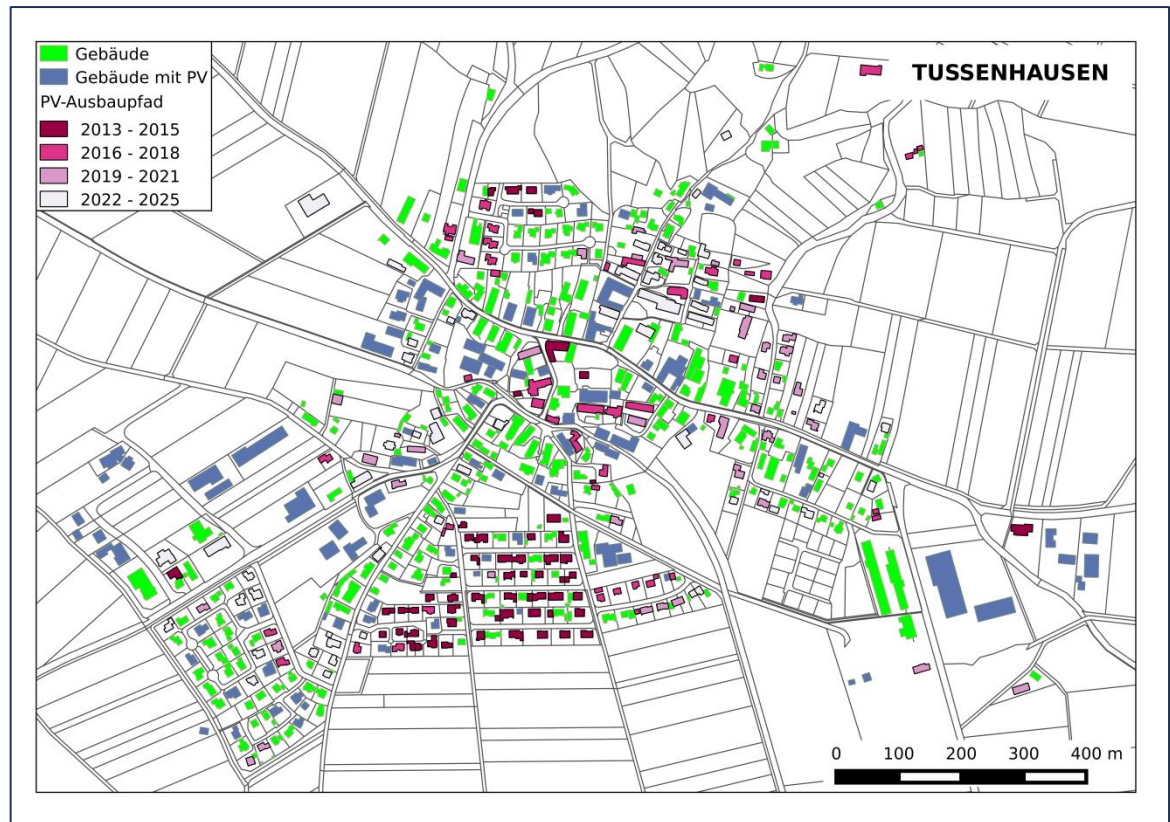 Gebäude
Gebäude mit PV
PV-Ausbaupfad
2013 - 2015
2016 - 2018
2019 - 2021
2022 - 2025
TUSSENHAUSEN
0 100 200 300 400 m